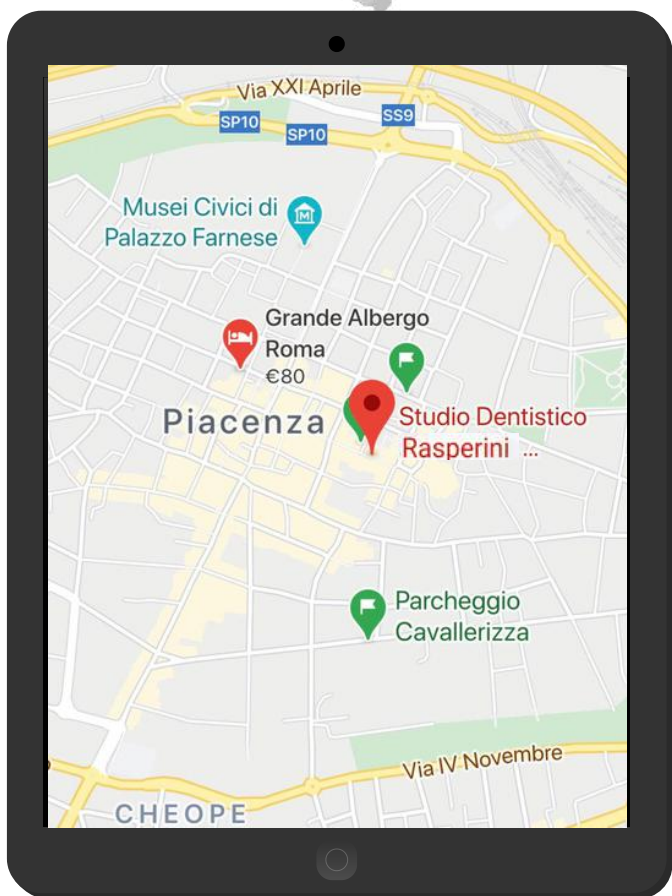 Via XXI Aprile
SP10
SP10
SS9
Musei Civici di
Palazzo Farnese
Grande Albergo
Roma
€80
Piacenza
Studio Dentistico
Rasperini ...
Parcheggio
Cavallerizza
Via IV Novembre
CHEOPE